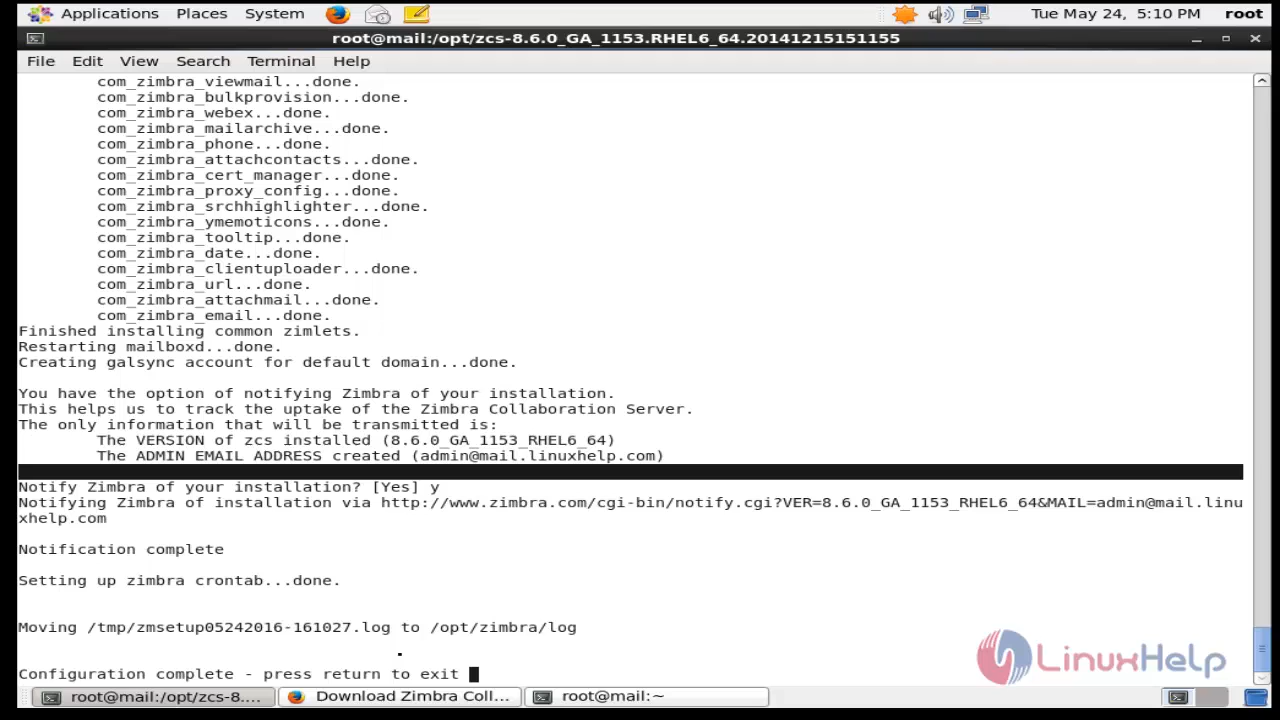 Applications Places System Tue May 24, 5:10 PM root
root@mail:/opt/zcs-8.6.0_GA_1153.RHEL6_64.20141215151155
File Edit View Search Terminal Help
com_zimbra_viewmail...done.
com_zimbra_bulkprovision...done.
com_zimbra_webex...done.
com_zimbra_mailarchive...done.
com_zimbra_phone...done.
com_zimbra_attachcontacts...done.
com_zimbra_cert_manager...done.
com_zimbra_proxy_config...done.
com_zimbra_srchhighlighter...done.
com_zimbra_ymemoticons...done.
com_zimbra_tooltip...done.
com_zimbra_date...done.
com_zimbra_clientuploader...done.
com_zimbra_url...done.
com_zimbra_attachmail...done.
com_zimbra_email...done.
Finished installing common zimlets.
Restarting mailboxd...done.
Creating galsync account for default domain...done.
You have the option of notifying Zimbra of your installation.
This helps us to track the uptake of the Zimbra Collaboration Server.
The only information that will be transmitted is:
The VERSION of zcs installed (8.6.0_GA_1153_RHEL6_64)
The ADMIN EMAIL ADDRESS created (admin@mail.linuxhelp.com)
Notify Zimbra of your installation? [Yes] y
Notifying Zimbra of installation via http://www.zimbra.com/cgi-bin/notify.cgi?VER=8.6.0_GA_1153_RHEL6_64&MAIL=admin@mail.linu
xhelp.com
Notification complete
Setting up zimbra crontab...done.
Moving /tmp/zmsetup05242016-161027.log to /opt/zimbra/log
Configuration complete - press return to exit
LinuxHelp
root@mail:/opt/zcs-8.... Download Zimbra Coll... root@mail:~